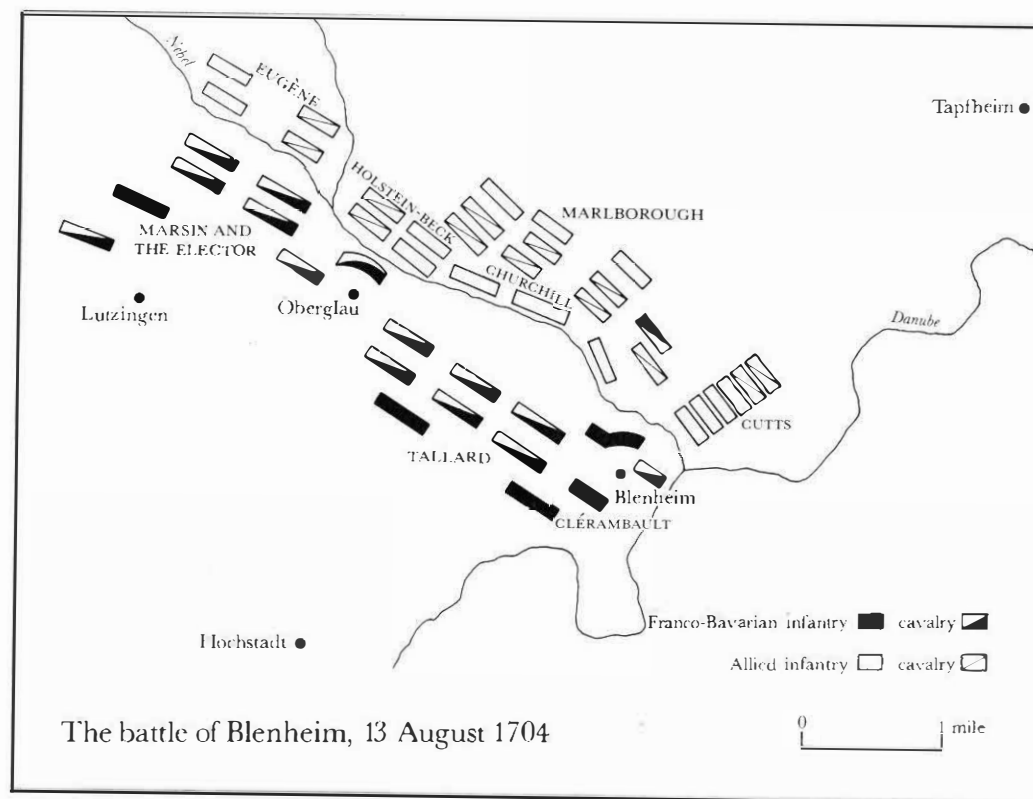 Nebel
EUGÈNE
Tapfheim
HOLSTEIN-BECK
MARLBOROUGH
MARSIN AND
THE ELECTOR
CHURCHILL
Lutzingen
Oberglau
Danube
CUTTS
TALLARD
Blenheim
CLÉRAMBAULT
Franco-Bavarian infantry cavalry
Hochstadt
Allied infantry cavalry
The battle of Blenheim, 13 August 1704
0 1 mile